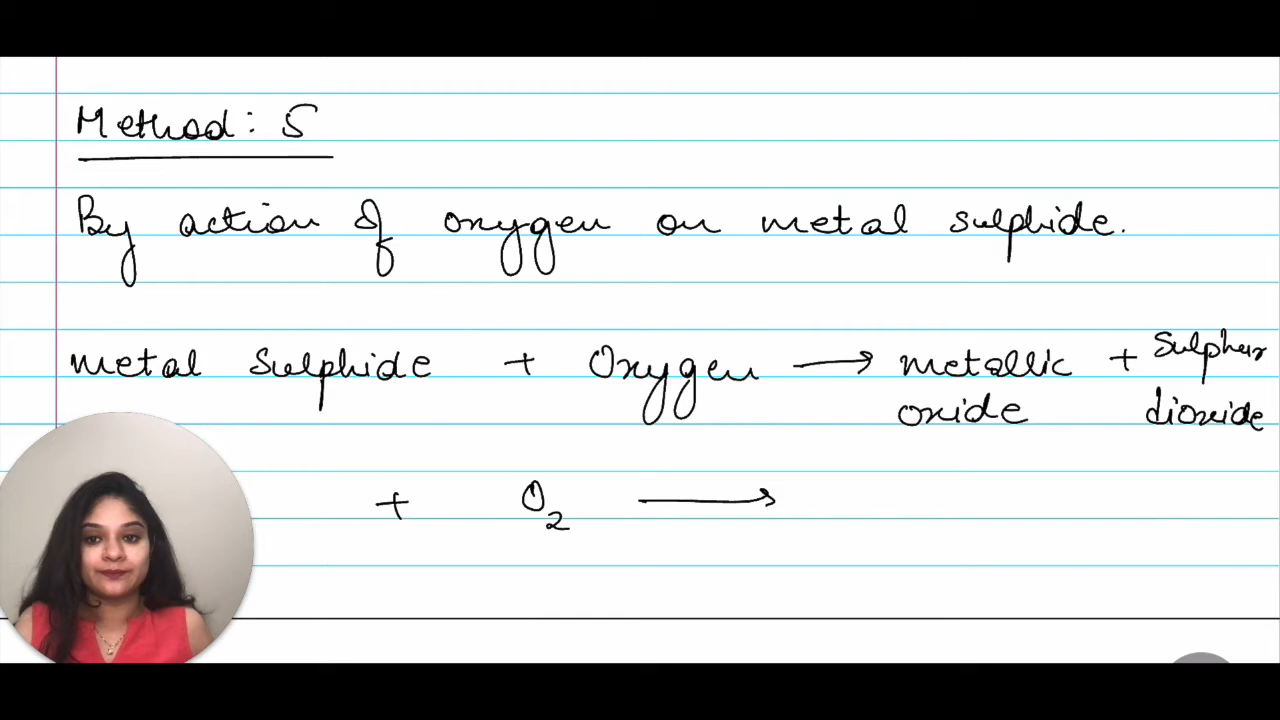 Method: 5
By action of oxygen on metal sulphide.
metal Sulphide + Oxygen → metallic oxide + Sulphur dioxide
+ O₂ →